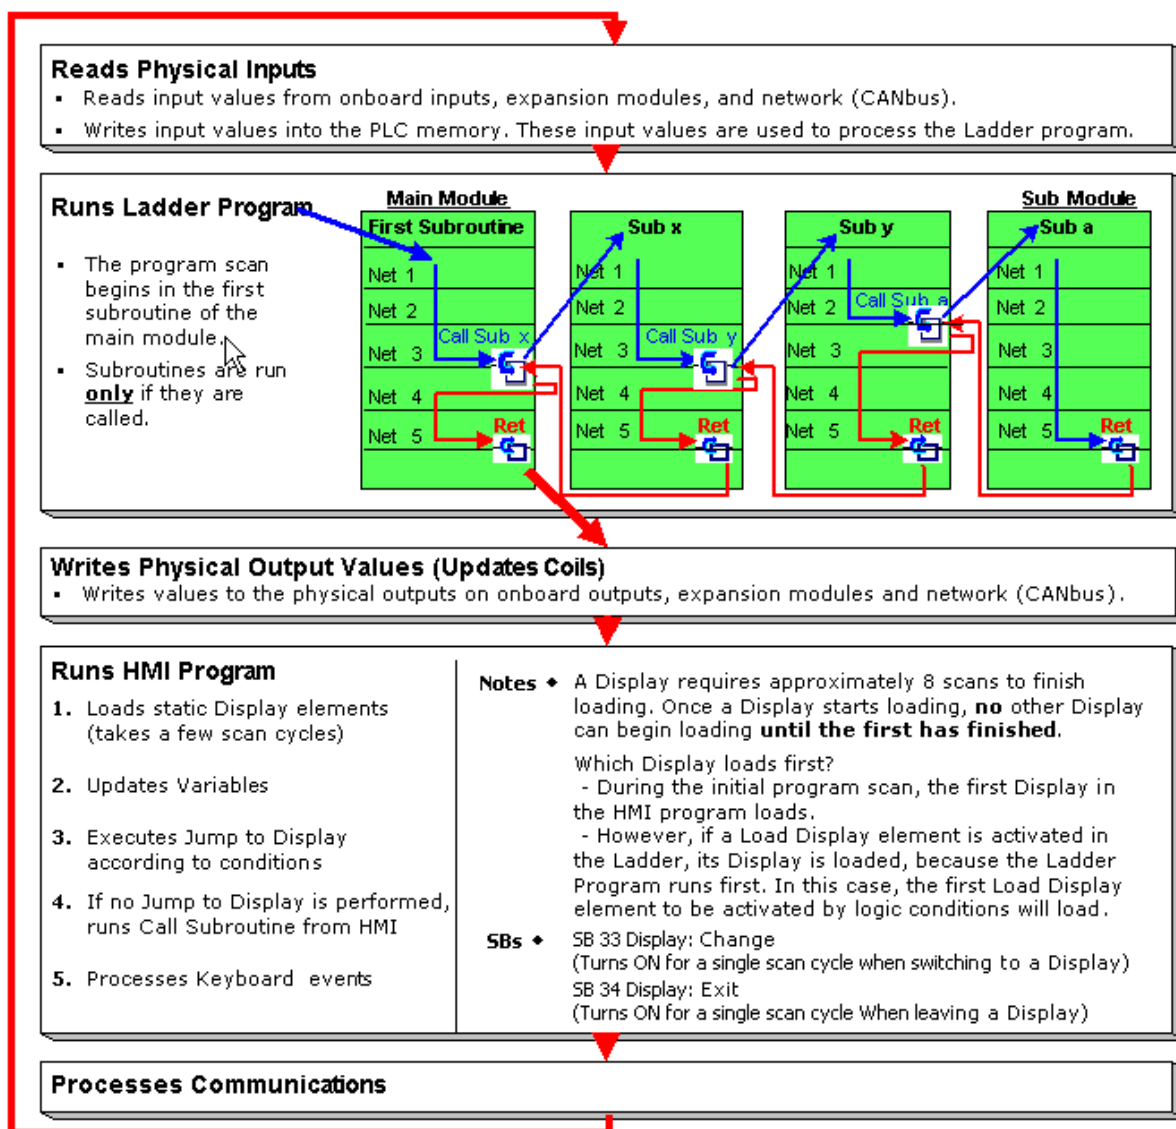 Reads Physical Inputs
▪ Reads input values from onboard inputs, expansion modules, and network (CANbus).
▪ Writes input values into the PLC memory. These input values are used to process the Ladder program.
Runs Ladder Program
▪ The program scan
begins in the first
subroutine of the
main module.
▪ Subroutines are run
only if they are
called.
Main Module
First Subroutine
Net 1
Net 2
Call Sub x
Net 3
Net 4
Ret
Net 5
Sub x
Net 1
Net 2
Call Sub y
Net 3
Net 4
Ret
Net 5
Sub y
Net 1
Call Sub a
Net 2
Net 3
Net 4
Ret
Net 5
Sub Module
Sub a
Net 1
Net 2
Net 3
Net 4
Ret
Net 5
Writes Physical Output Values (Updates Coils)
▪ Writes values to the physical outputs on onboard outputs, expansion modules and network (CANbus).
Runs HMI Program
1. Loads static Display elements
(takes a few scan cycles)
2. Updates Variables
3. Executes Jump to Display
according to conditions
4. If no Jump to Display is performed,
runs Call Subroutine from HMI
5. Processes Keyboard events
Notes ◆ A Display requires approximately 8 scans to finish
loading. Once a Display starts loading, no other Display
can begin loading until the first has finished.
Which Display loads first?
- During the initial program scan, the first Display in
the HMI program loads.
- However, if a Load Display element is activated in
the Ladder, its Display is loaded, because the Ladder
Program runs first. In this case, the first Load Display
element to be activated by logic conditions will load.
SBs ◆ SB 33 Display: Change
(Turns ON for a single scan cycle when switching to a Display)
SB 34 Display: Exit
(Turns ON for a single scan cycle When leaving a Display)
Processes Communications